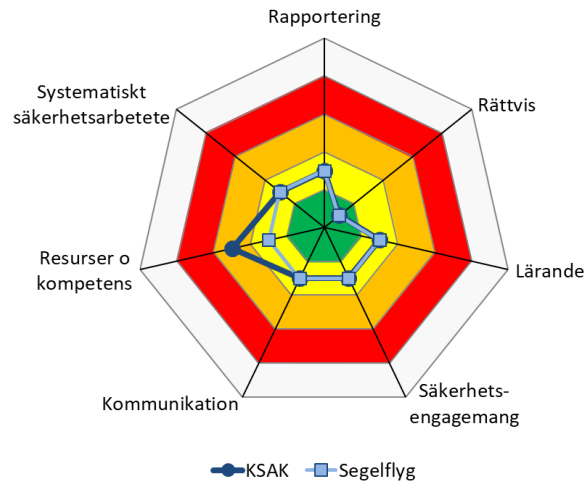 Rapportering
Systematiskt
säkerhetsarbetete
Rättvis
Resurser o
kompetens
Lärande
Kommunikation
Säkerhets-
engagemang
KSAK
Segelflyg